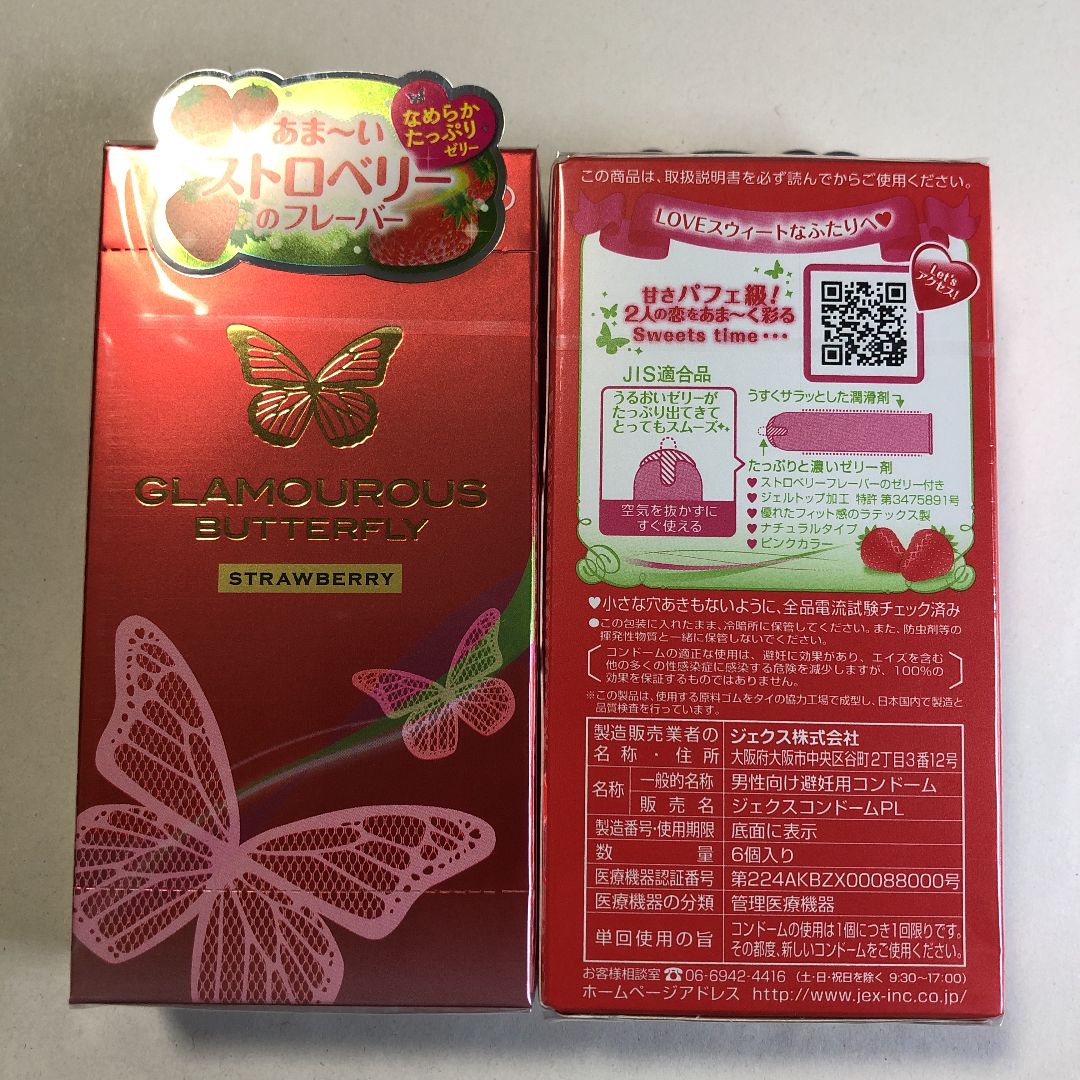 あま〜い
ストロベリー
のフレーバー
なめらか
たっぷり
ゼリー
GLAMOUROUS
BUTTERFLY
STRAWBERRY
この商品は、取扱説明書を必ず読んでからご使用ください。
LOVEスウィートなふたりへ♥
Let's
アクセス!
甘さパフェ級!
2人の恋をあま〜く彩る
Sweets time・・・
JIS適合品
うるおいゼリーが
たっぷり出てきて
とってもスムーズ
空気を抜かずに
すぐ使える
うすくサラッとした潤滑剤
たっぷりと濃いゼリー剤
♥ストロベリーフレーバーのゼリー付き
♥ジェルトップ加工 特許 第3475891号
♥優れたフィット感のラテックス製
♥ナチュラルタイプ
♥ピンクカラー
♥小さな穴あきもないように、全品電流試験チェック済み
●この包装に入れたまま、冷暗所に保管してください。また、防虫剤等の
揮発性物質と一緒に保管しないでください。
コンドームの適正な使用は、避妊に効果があり、エイズを含む
他の多くの性感染症に感染する危険を減少しますが、100%の
効果を保証するものではありません。
※この製品は、使用する原料ゴムをタイの協力工場で成型し、日本国内で製造と
品質検査を行っています。
製造販売業者の ジェクス株式会社
名称・住所 大阪府大阪市中央区谷町2丁目3番12号
名称 一般的名称 男性向け避妊用コンドーム
販売名 ジェクスコンドームPL
製造番号・使用期限 底面に表示
数量 6個入り
医療機器認証番号 第224AKBZX00088000号
医療機器の分類 管理医療機器
単回使用の旨 コンドームの使用は1個につき1回限りです。
その都度、新しいコンドームをご使用ください。
お客様相談室☎06-6942-4416 (土・日・祝日を除く 9:30〜17:00)
ホームページアドレス http://www.jex-inc.co.jp/